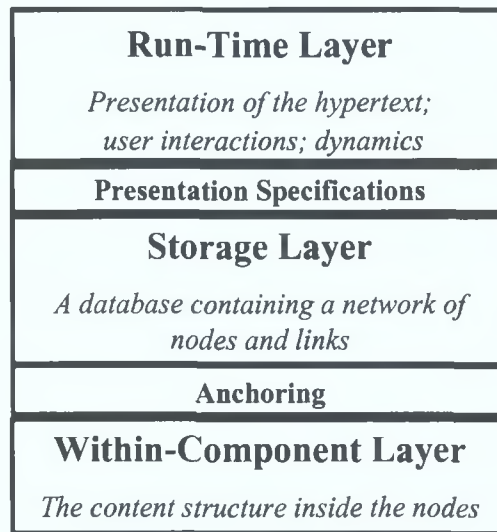 Run-Time Layer
Presentation of the hypertext;
user interactions; dynamics
Presentation Specifications
Storage Layer
A database containing a network of
nodes and links
Anchoring
Within-Component Layer
The content structure inside the nodes